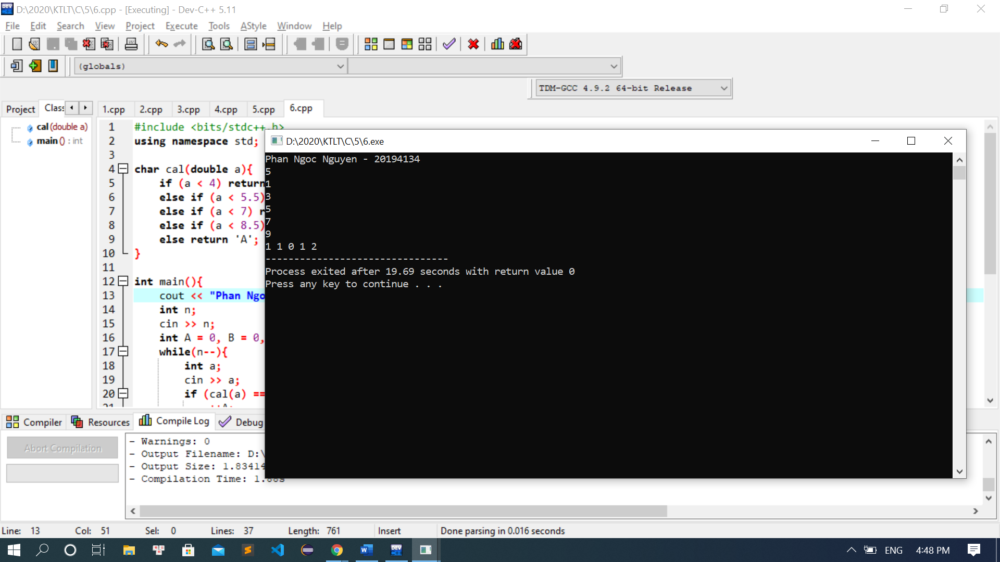 D:\2020\KTLT\C\5\6.cpp - [Executing] - Dev-C++ 5.11
File Edit Search View Project Execute Tools AStyle Window Help
(globals)
TDM-GCC 4.9.2 64-bit Release
Project Class
1.cpp 2.cpp 3.cpp 4.cpp 5.cpp 6.cpp
cal (double a)
main () : int
1 #include <bits/stdc++.h>
2 using namespace std;
3
4 char cal(double a){
5 if (a < 4) return
6 else if (a < 5.5)
7 else if (a < 7) r
8 else if (a < 8.5)
9 else return 'A';
10 }
11
12 int main(){
13 cout << "Phan Ngo
14 int n;
15 cin >> n;
16 int A = 0, B = 0,
17 while(n--){
18 int a;
19 cin >> a;
20 if (cal(a) ==
D:\2020\KTLT\C\5\6.exe
Phan Ngoc Nguyen - 20194134
5
1
3
5
7
9
1 1 0 1 2
--------------------------------
Process exited after 19.69 seconds with return value 0
Press any key to continue . . .
Compiler Resources Compile Log Debug
Abort Compilation
- Warnings: 0
- Output Filename: D:\
- Output Size: 1.83414
- Compilation Time: 1.88s
Line: 13 Col: 51 Sel: 0 Lines: 37 Length: 761 Insert Done parsing in 0.016 seconds
ENG 4:48 PM